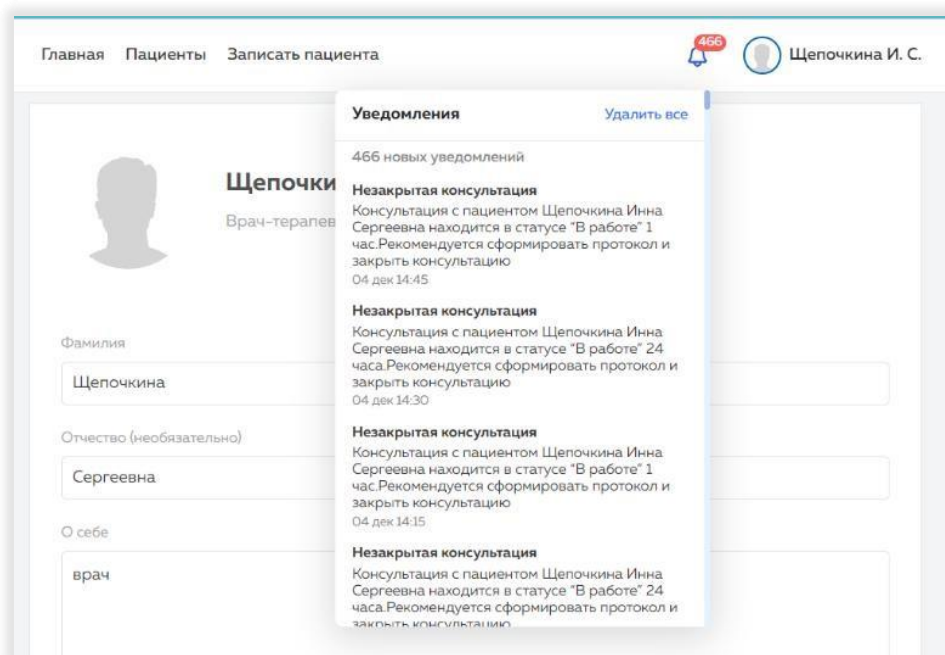 Главная Пациенты Записать пациента 466 Щепочкина И. С.
Уведомления Удалить все
466 новых уведомлений
Щепочки
Врач-терапев
Незакрытая консультация
Консультация с пациентом Щепочкина Инна
Сергеевна находится в статусе "В работе" 1
час.Рекомендуется сформировать протокол и
закрыть консультацию
04 дек 14:45
Незакрытая консультация
Консультация с пациентом Щепочкина Инна
Сергеевна находится в статусе "В работе" 24
часа.Рекомендуется сформировать протокол и
закрыть консультацию
04 дек 14:30
Незакрытая консультация
Консультация с пациентом Щепочкина Инна
Сергеевна находится в статусе "В работе" 1
час.Рекомендуется сформировать протокол и
закрыть консультацию
04 дек 14:15
Незакрытая консультация
Консультация с пациентом Щепочкина Инна
Сергеевна находится в статусе "В работе" 24
часа.Рекомендуется сформировать протокол и
закрыть консультацию
Фамилия
Щепочкина
Отчество (необязательно)
Сергеевна
О себе
врач